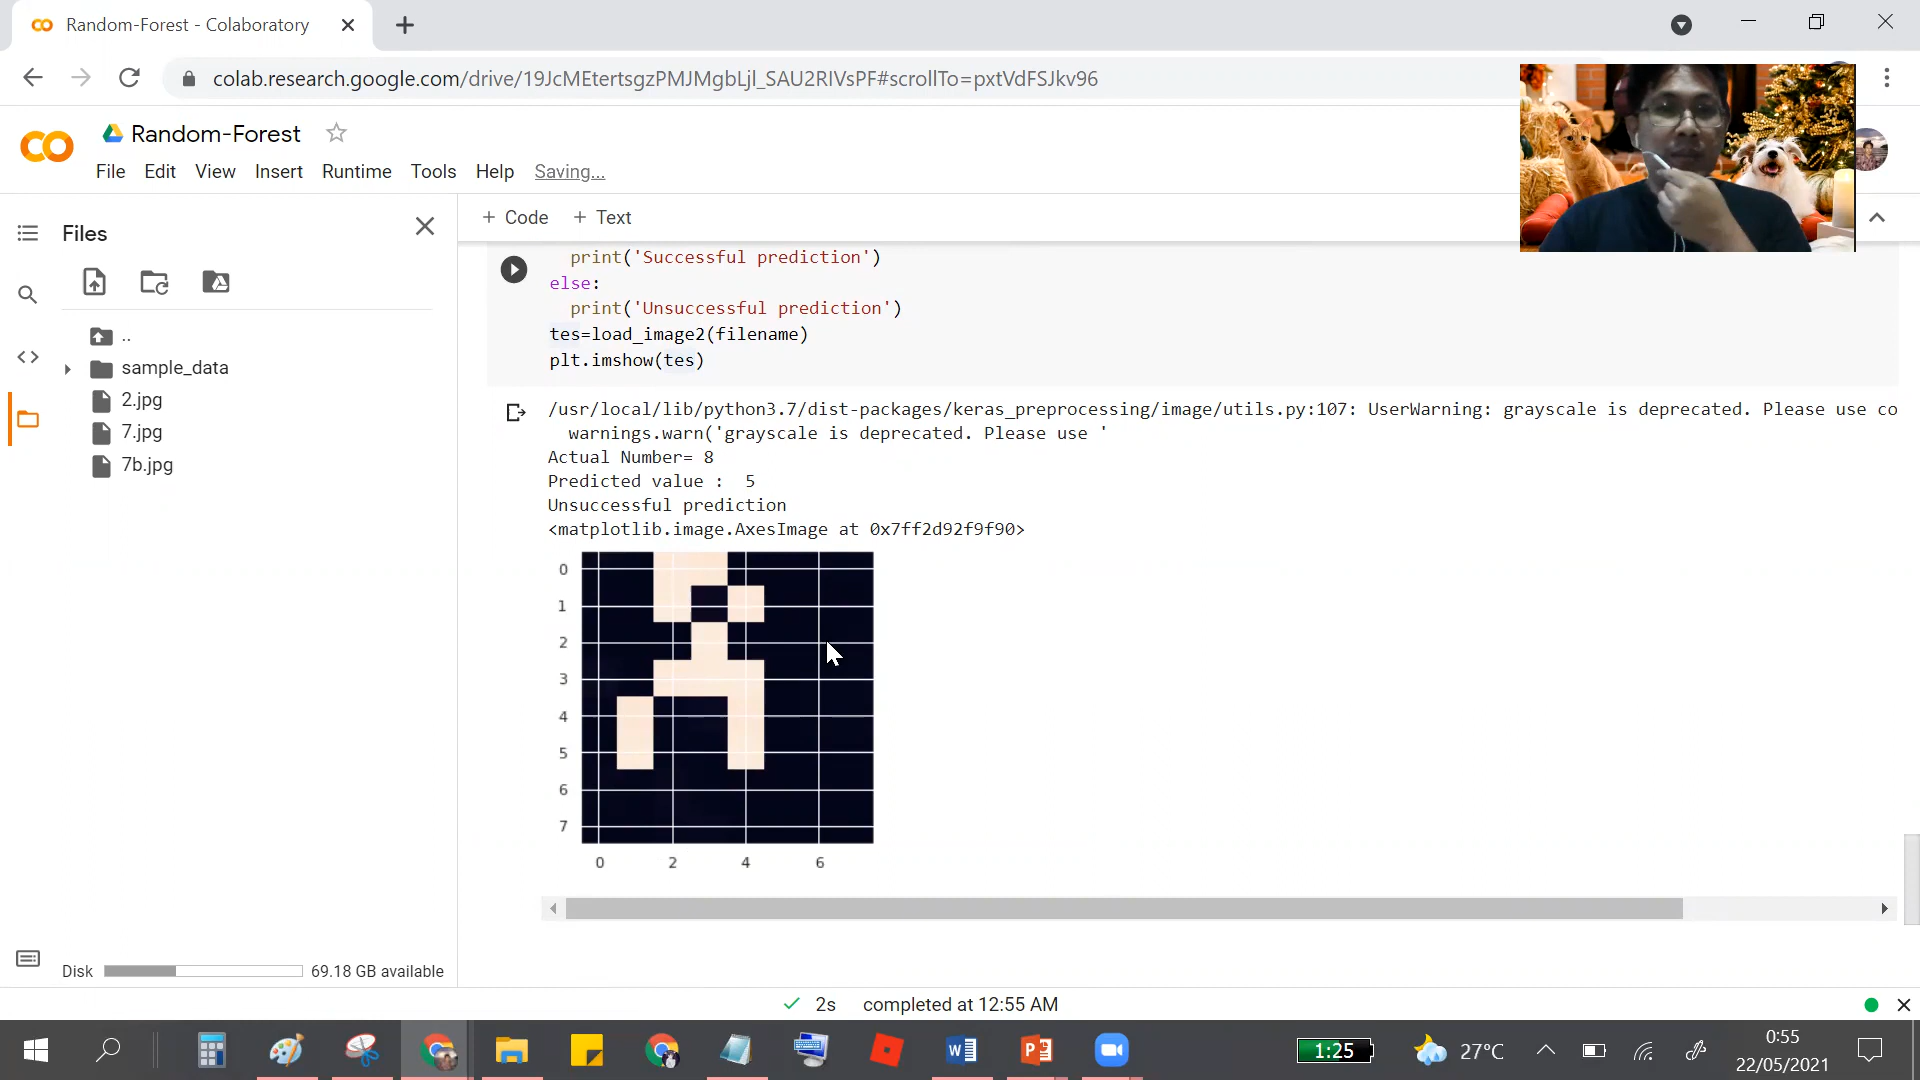 Random-Forest - Colaboratory
colab.research.google.com/drive/19JcMEtertsgzPMJMgbLjl_SAU2RIVsPF#scrollTo=pxtVdFSJkv96
Random-Forest
File Edit View Insert Runtime Tools Help Saving...
Files
+ Code + Text
print('Successful prediction')
else:
print('Unsuccessful prediction')
tes=load_image2(filename)
plt.imshow(tes)
..
sample_data
2.jpg
7.jpg
7b.jpg
/usr/local/lib/python3.7/dist-packages/keras_preprocessing/image/utils.py:107: UserWarning: grayscale is deprecated. Please use co
warnings.warn('grayscale is deprecated. Please use '
Actual Number= 8
Predicted value : 5
Unsuccessful prediction
<matplotlib.image.AxesImage at 0x7ff2d92f9f90>
0
1
2
3
4
5
6
7
0 2 4 6
Disk 69.18 GB available
2s completed at 12:55 AM
1:25
27°C
0:55
22/05/2021